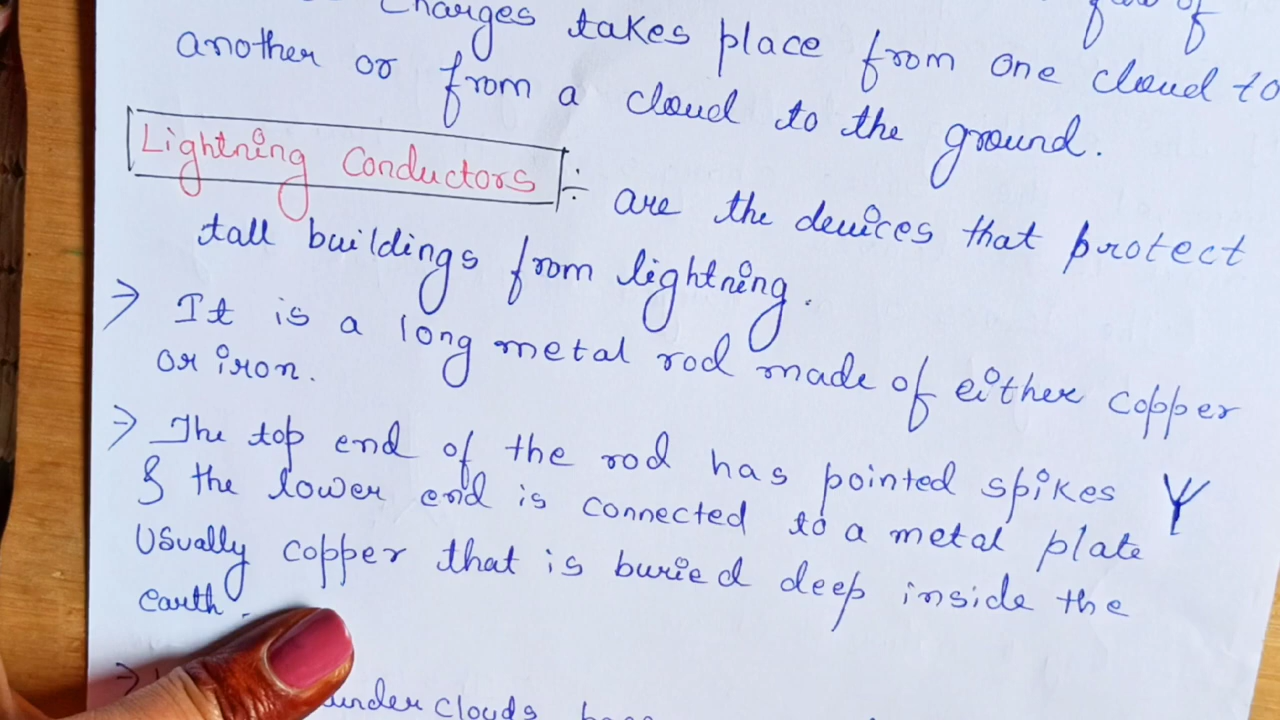 charges takes place from one cloud to
another or from a cloud to the ground.
Lightning Conductors :- are the devices that protect
tall buildings from lightning.
→ It is a long metal rod made of either copper
or iron.
→ The top end of the rod has pointed spikes
& the lower end is connected to a metal plate
Usually copper that is buried deep inside the
earth.
under clouds